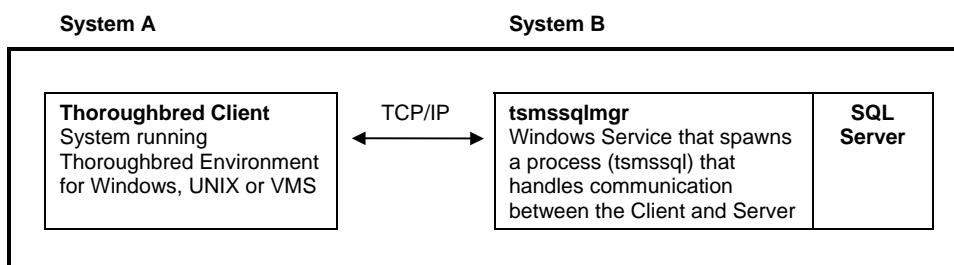 System A
System B
Thoroughbred Client
System running
Thoroughbred Environment
for Windows, UNIX or VMS
TCP/IP
tsmssqlmgr
Windows Service that spawns
a process (tsmssql) that
handles communication
between the Client and Server
SQL
Server